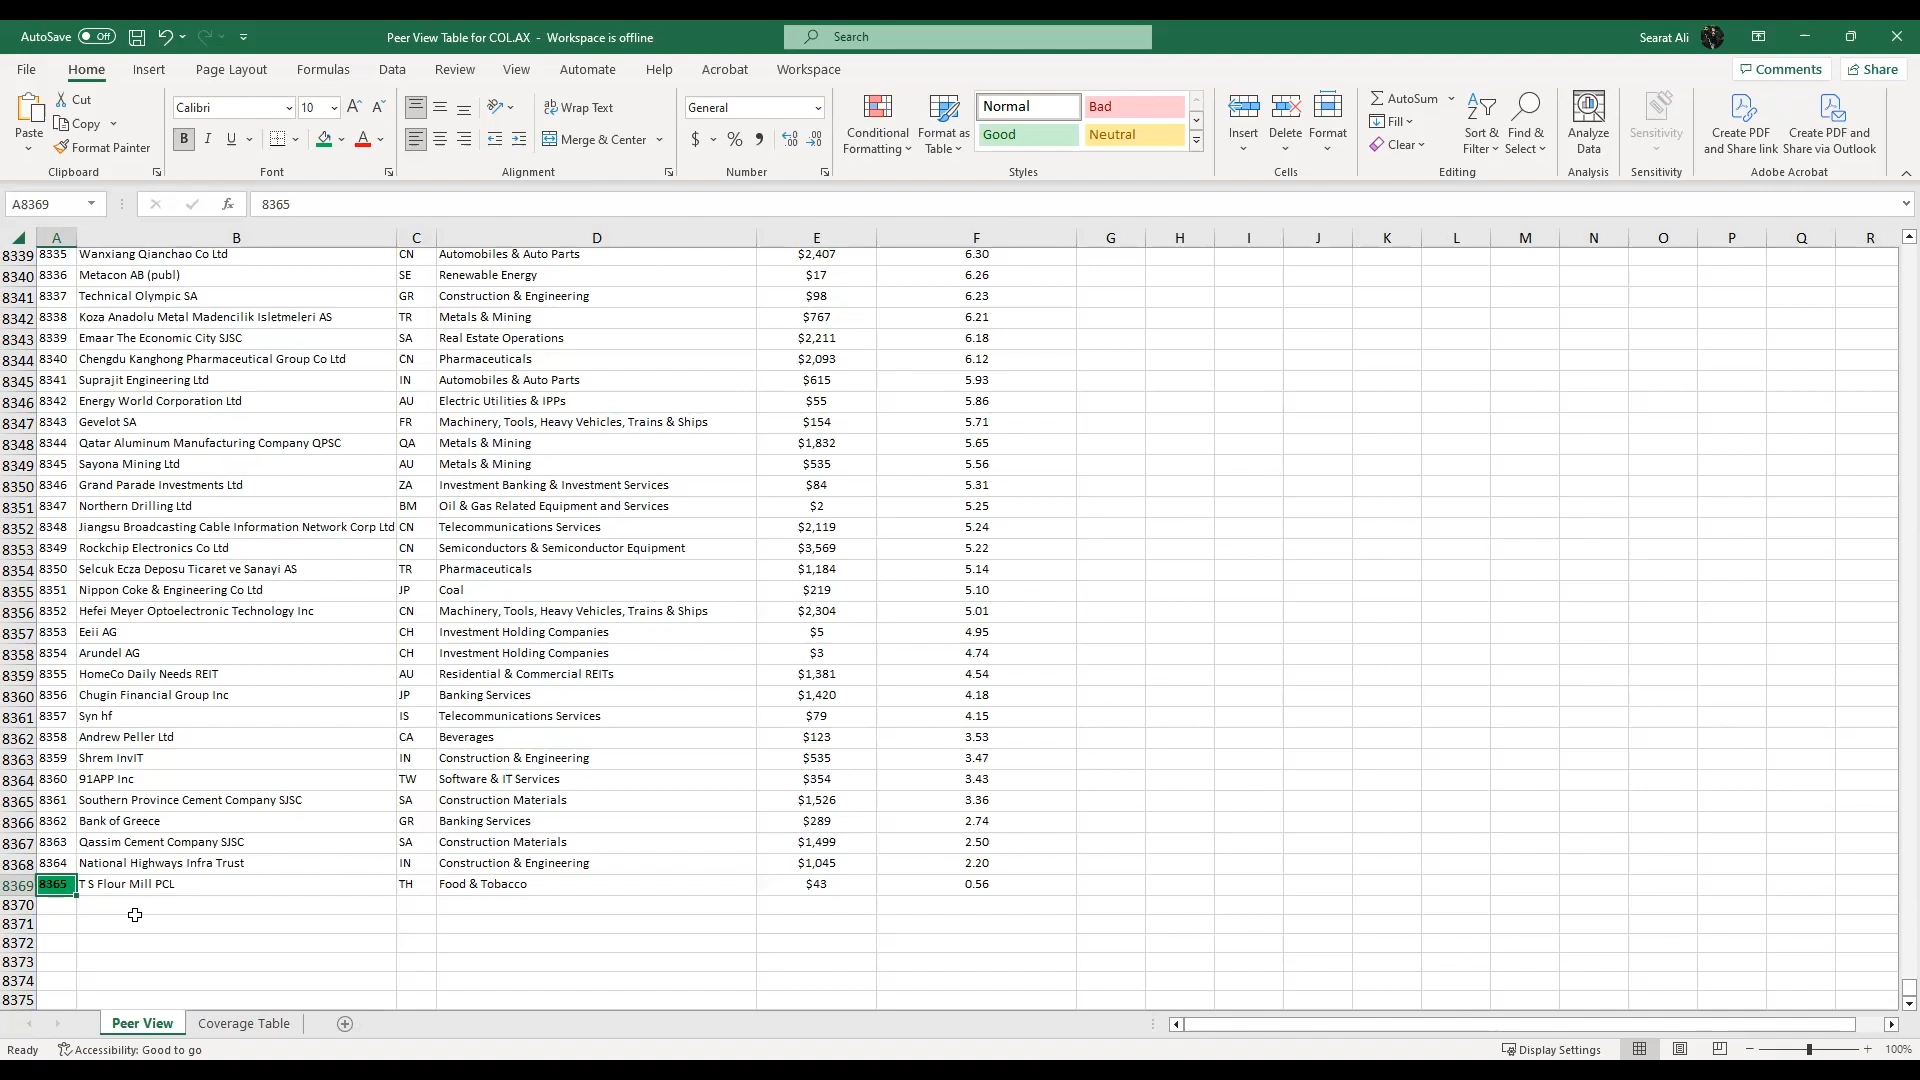 AutoSave Off Peer View Table for COL.AX - Workspace is offline Search Searat Ali
File Home Insert Page Layout Formulas Data Review View Automate Help Acrobat Workspace Comments Share
Paste Cut Copy Format Painter Clipboard
Calibri 10 B I U A Font
Wrap Text Merge & Center Alignment
General $ % Number
Conditional Formatting Format as Table Normal Bad Good Neutral Styles
Insert Delete Format Cells
AutoSum Fill Clear Sort & Filter Find & Select Editing
Analyze Data Analysis
Sensitivity Sensitivity
Create PDF and Share link Create PDF and Share via Outlook Adobe Acrobat
A8369 fx 8365
A B C D E F G H I J K L M N O P Q R
8339 8335 Wanxiang Qianchao Co Ltd CN Automobiles & Auto Parts $2,407 6.30
8340 8336 Metacon AB (publ) SE Renewable Energy $17 6.26
8341 8337 Technical Olympic SA GR Construction & Engineering $98 6.23
8342 8338 Koza Anadolu Metal Madencilik Isletmeleri AS TR Metals & Mining $767 6.21
8343 8339 Emaar The Economic City SJSC SA Real Estate Operations $2,211 6.18
8344 8340 Chengdu Kanghong Pharmaceutical Group Co Ltd CN Pharmaceuticals $2,093 6.12
8345 8341 Suprajit Engineering Ltd IN Automobiles & Auto Parts $615 5.93
8346 8342 Energy World Corporation Ltd AU Electric Utilities & IPPs $55 5.86
8347 8343 Gevelot SA FR Machinery, Tools, Heavy Vehicles, Trains & Ships $154 5.71
8348 8344 Qatar Aluminum Manufacturing Company QPSC QA Metals & Mining $1,832 5.65
8349 8345 Sayona Mining Ltd AU Metals & Mining $535 5.56
8350 8346 Grand Parade Investments Ltd ZA Investment Banking & Investment Services $84 5.31
8351 8347 Northern Drilling Ltd BM Oil & Gas Related Equipment and Services $2 5.25
8352 8348 Jiangsu Broadcasting Cable Information Network Corp Ltd CN Telecommunications Services $2,119 5.24
8353 8349 Rockchip Electronics Co Ltd CN Semiconductors & Semiconductor Equipment $3,569 5.22
8354 8350 Selcuk Ecza Deposu Ticaret ve Sanayi AS TR Pharmaceuticals $1,184 5.14
8355 8351 Nippon Coke & Engineering Co Ltd JP Coal $219 5.10
8356 8352 Hefei Meyer Optoelectronic Technology Inc CN Machinery, Tools, Heavy Vehicles, Trains & Ships $2,304 5.01
8357 8353 Eeii AG CH Investment Holding Companies $5 4.95
8358 8354 Arundel AG CH Investment Holding Companies $3 4.74
8359 8355 HomeCo Daily Needs REIT AU Residential & Commercial REITs $1,381 4.54
8360 8356 Chugin Financial Group Inc JP Banking Services $1,420 4.18
8361 8357 Syn hf IS Telecommunications Services $79 4.15
8362 8358 Andrew Peller Ltd CA Beverages $123 3.53
8363 8359 Shrem InvIT IN Construction & Engineering $535 3.47
8364 8360 91APP Inc TW Software & IT Services $354 3.43
8365 8361 Southern Province Cement Company SJSC SA Construction Materials $1,526 3.36
8366 8362 Bank of Greece GR Banking Services $289 2.74
8367 8363 Qassim Cement Company SJSC SA Construction Materials $1,499 2.50
8368 8364 National Highways Infra Trust IN Construction & Engineering $1,045 2.20
8369 8365 T S Flour Mill PCL TH Food & Tobacco $43 0.56
8370
8371
8372
8373
8374
8375
Peer View Coverage Table
Ready Accessibility: Good to go Display Settings 100%